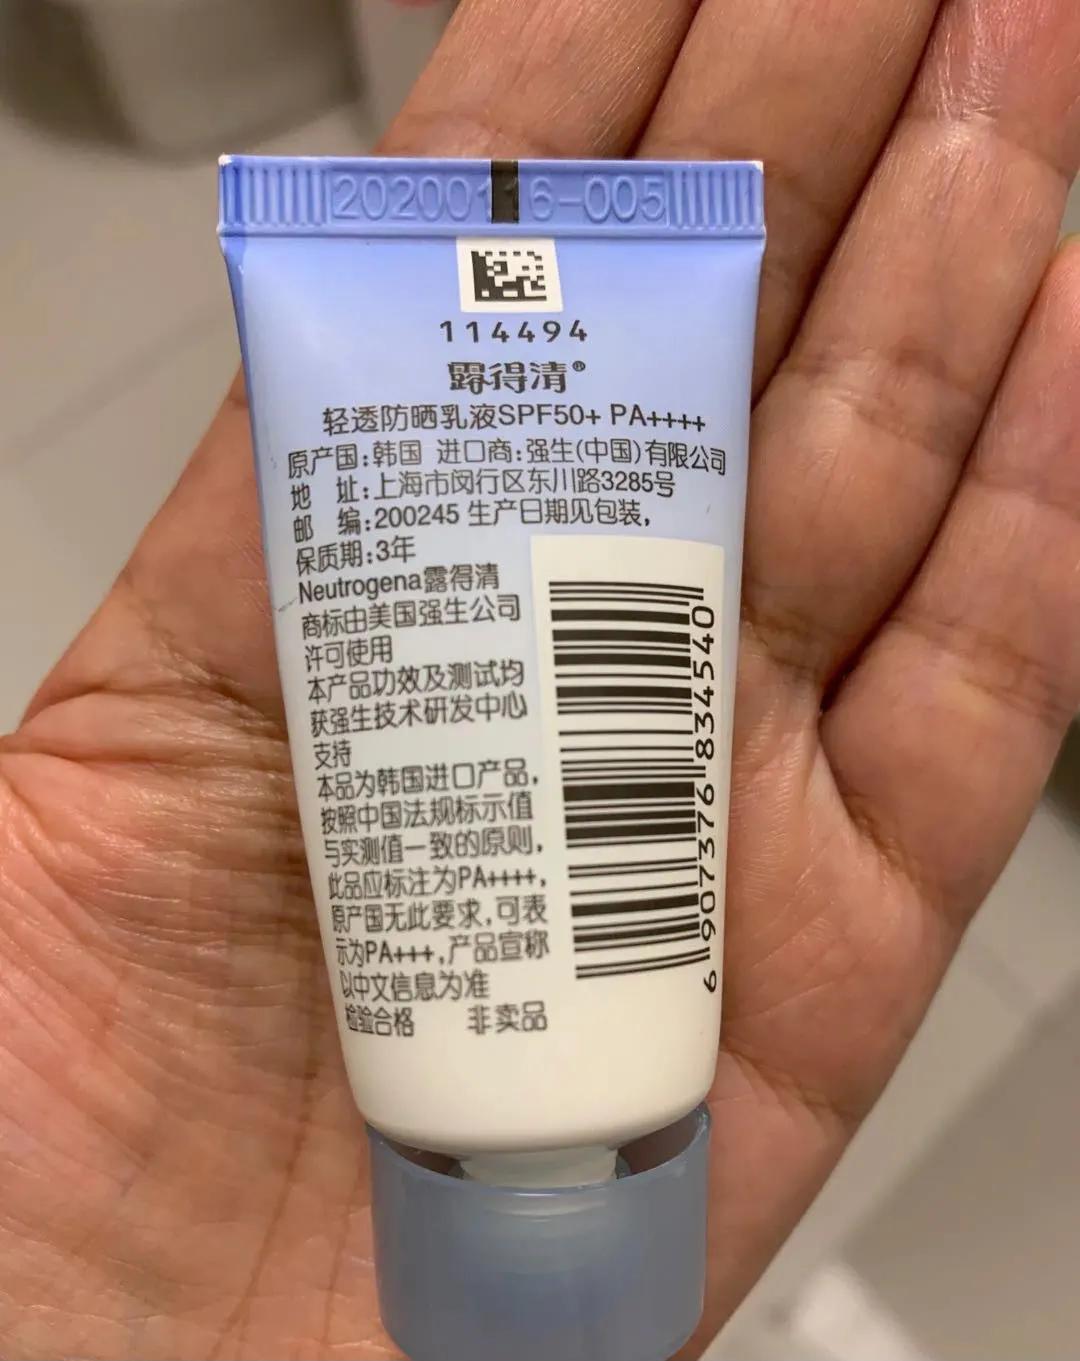 20200116-005
114494
露得清®
轻透防晒乳液SPF50+ PA++++
原产国:韩国 进口商:强生(中国)有限公司
地 址:上海市闵行区东川路3285号
邮 编:200245 生产日期见包装,
保质期:3年
Neutrogena露得清
商标由美国强生公司
许可使用
本产品功效及测试均
获强生技术研发中心
支持
本品为韩国进口产品,
按照中国法规标示值
与实测值一致的原则,
此品应标注为PA++++,
原产国无此要求,可表
示为PA+++,产品宣称
以中文信息为准
检验合格 非卖品
6 907376 834540